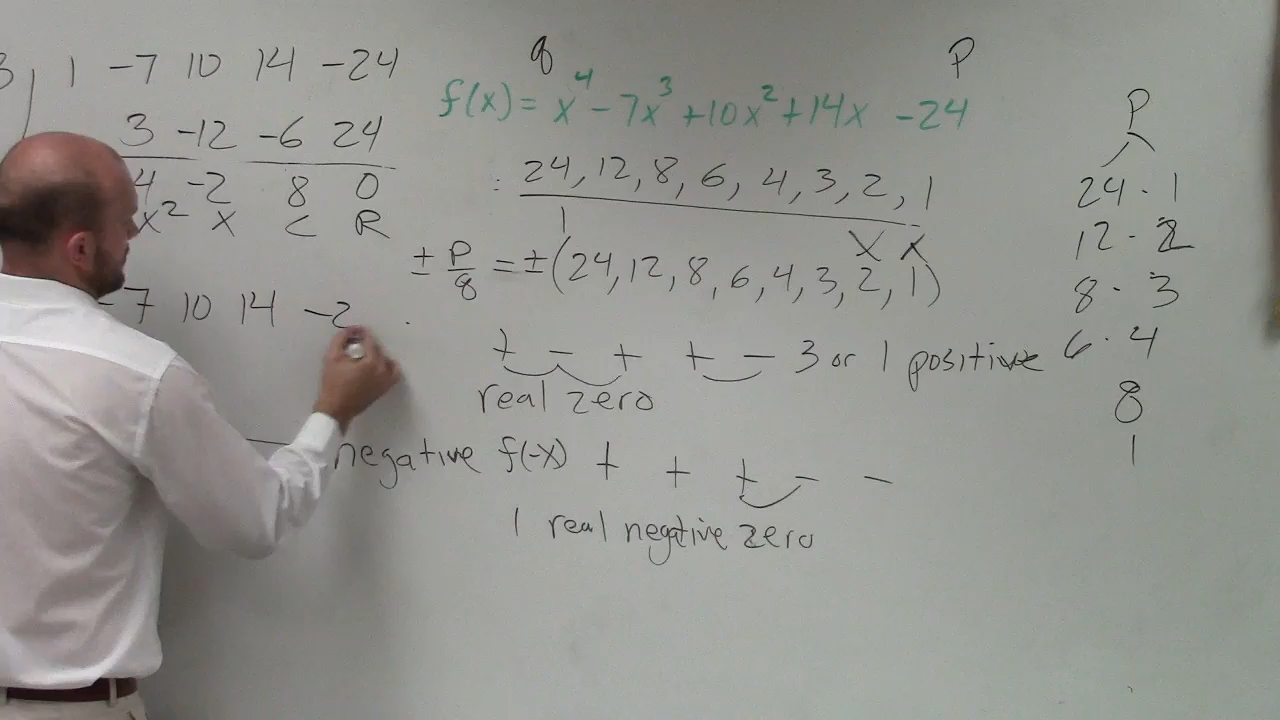 3 1 -7 10 14 -24
3 -12 -6 24
4 -2 8 0
x² x c R
-7 10 14 -2
q p
f(x) = x⁴ - 7x³ + 10x² + 14x - 24
: 24, 12, 8, 6, 4, 3, 2, 1
1
x x
± p/q = ± (24, 12, 8, 6, 4, 3, 2, 1)
+ - + + - 3 or 1 positive
real zero
negative f(-x) + + + - -
1 real negative zero
p
24 · 1
12 · 2
8 · 3
6 · 4
8
1